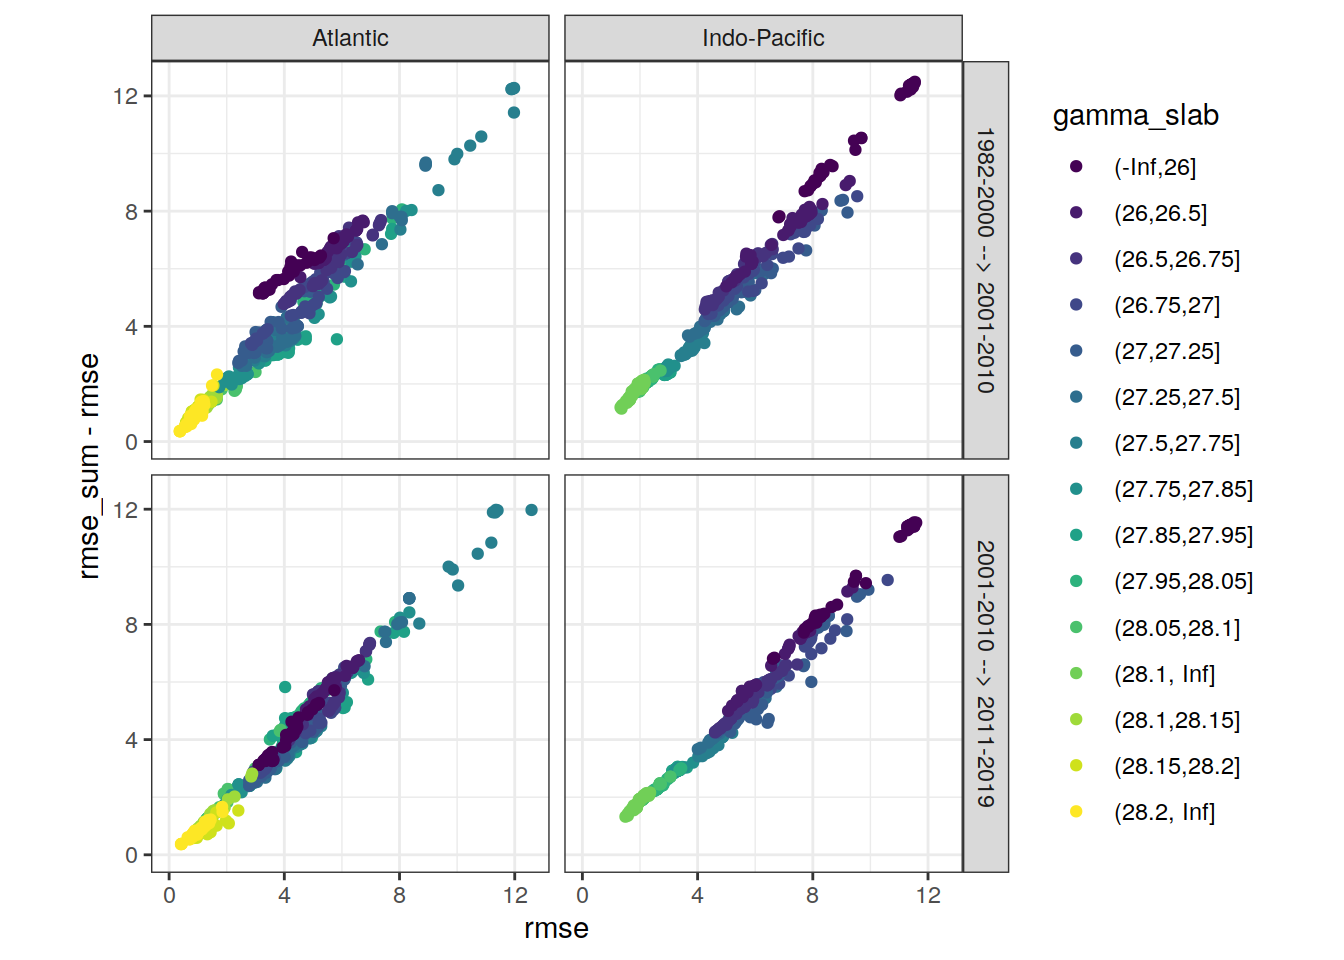 Atlantic
Indo-Pacific
12
8
4
0
1982-2000 --> 2001-2010
12
8
4
0
2001-2010 --> 2011-2019
0
4
8
12
0
4
8
12
rmse
rmse_sum - rmse
gamma_slab
(-Inf,26]
(26,26.5]
(26.5,26.75]
(26.75,27]
(27,27.25]
(27.25,27.5]
(27.5,27.75]
(27.75,27.85]
(27.85,27.95]
(27.95,28.05]
(28.05,28.1]
(28.1, Inf]
(28.1,28.15]
(28.15,28.2]
(28.2, Inf]